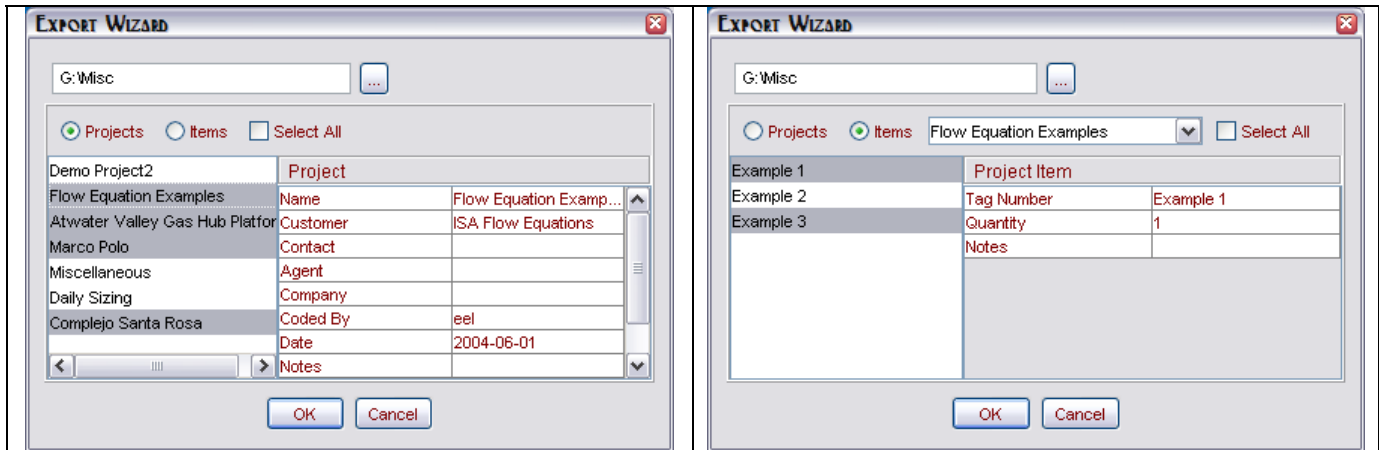 Export Wizard
G:\Misc
...
Projects Items Select All
Demo Project2
Flow Equation Examples
Atwater Valley Gas Hub Platfor
Marco Polo
Miscellaneous
Daily Sizing
Complejo Santa Rosa
Project
Name Flow Equation Examp...
Customer ISA Flow Equations
Contact
Agent
Company
Coded By eel
Date 2004-06-01
Notes
OK Cancel
Export Wizard
G:\Misc
...
Projects Items Flow Equation Examples Select All
Example 1
Example 2
Example 3
Project Item
Tag Number Example 1
Quantity 1
Notes
OK Cancel